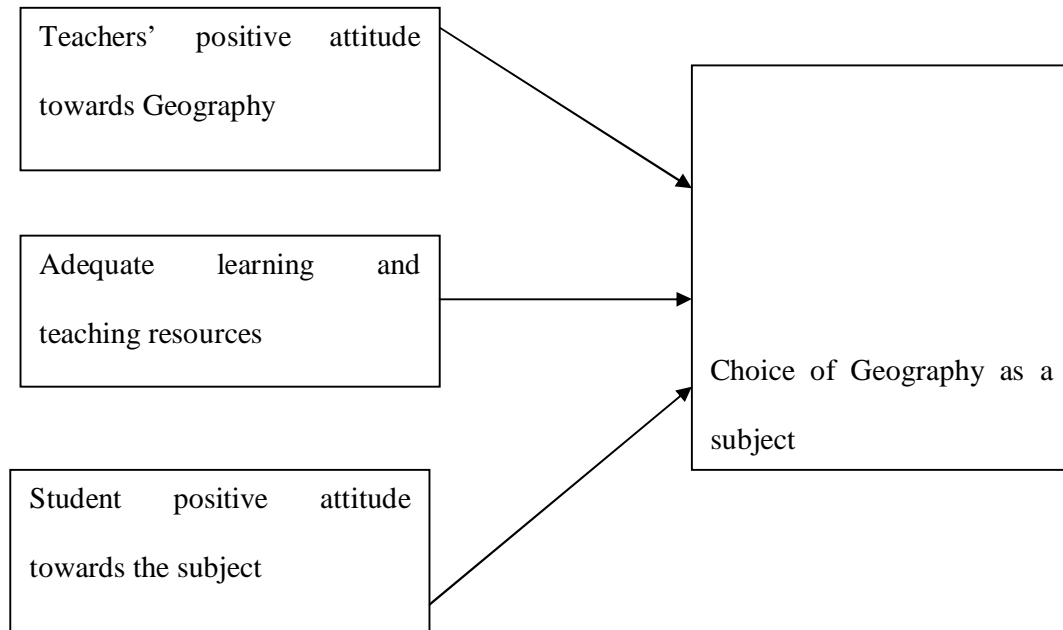 Teachers’ positive attitude
towards Geography
Adequate learning and
teaching resources
Student positive attitude
towards the subject
Choice of Geography as a
subject